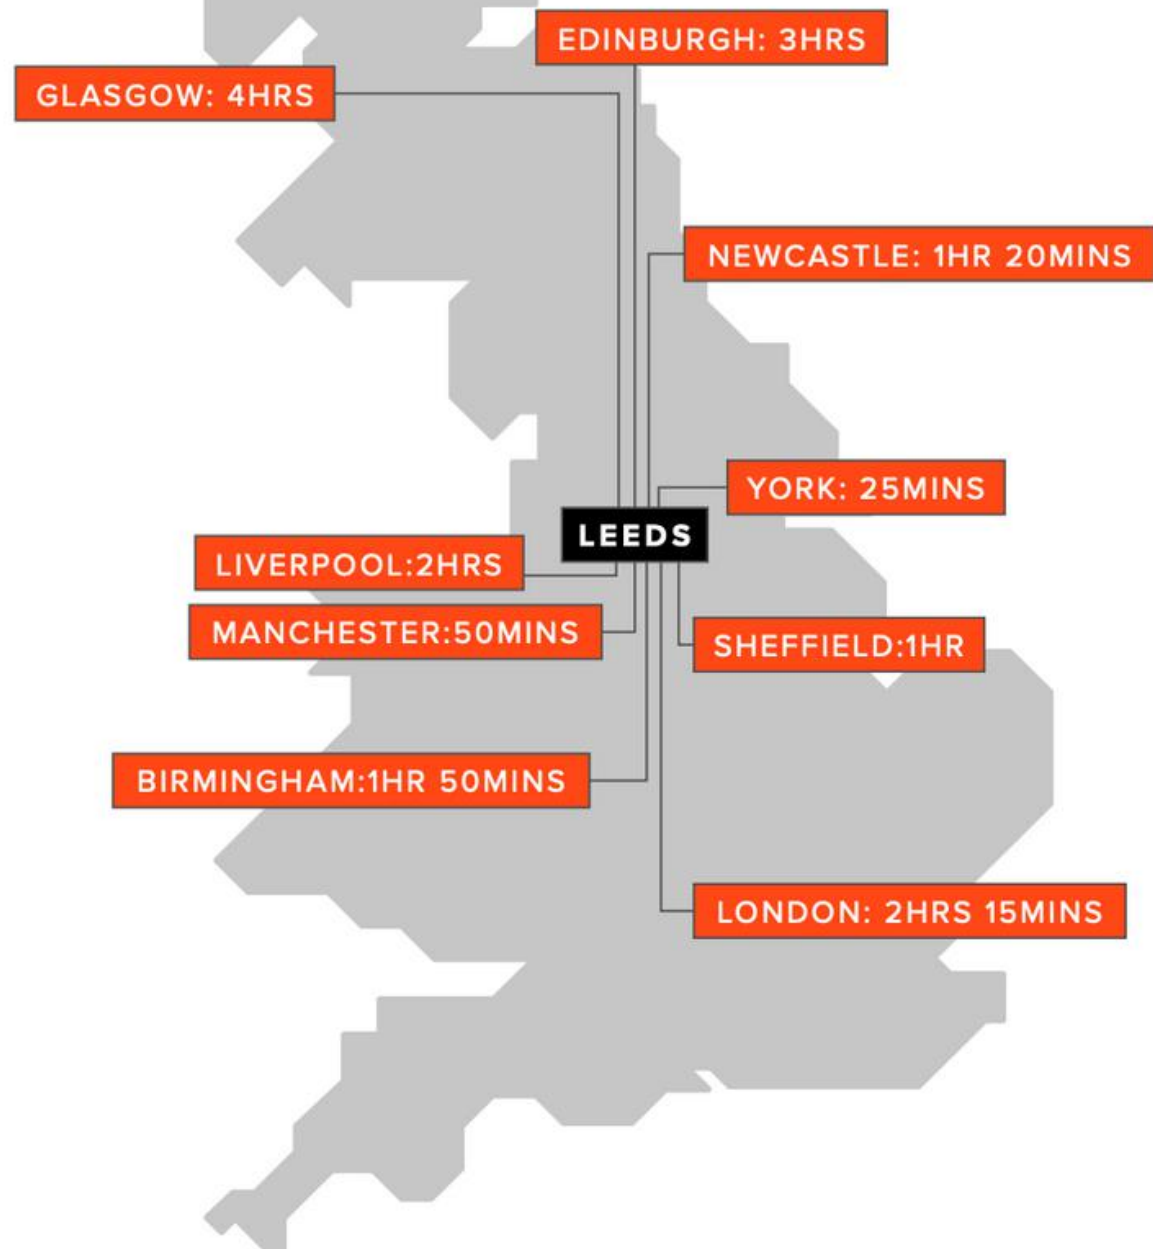 EDINBURGH: 3HRS
GLASGOW: 4HRS
NEWCASTLE: 1HR 20MINS
YORK: 25MINS
LEEDS
LIVERPOOL:2HRS
MANCHESTER:50MINS
SHEFFIELD:1HR
BIRMINGHAM:1HR 50MINS
LONDON: 2HRS 15MINS